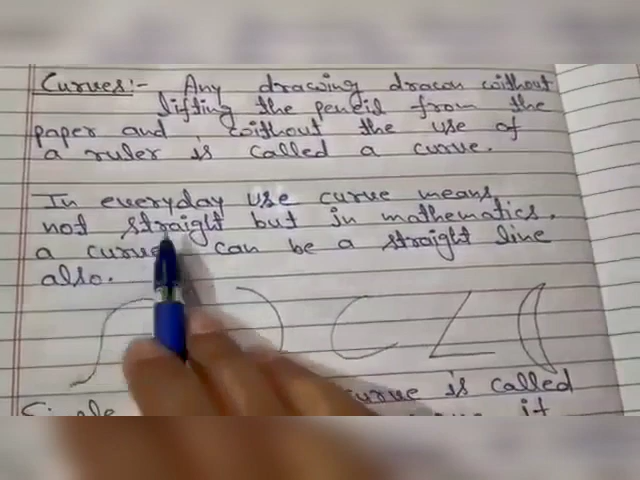 Curves:- Any drawing drawn without
lifting the pencil from the
paper and without the use of
a ruler is called a curve.
In everyday use curve means
not straight but in mathematics.
a curve can be a straight line
also.
Simple curve is called
it